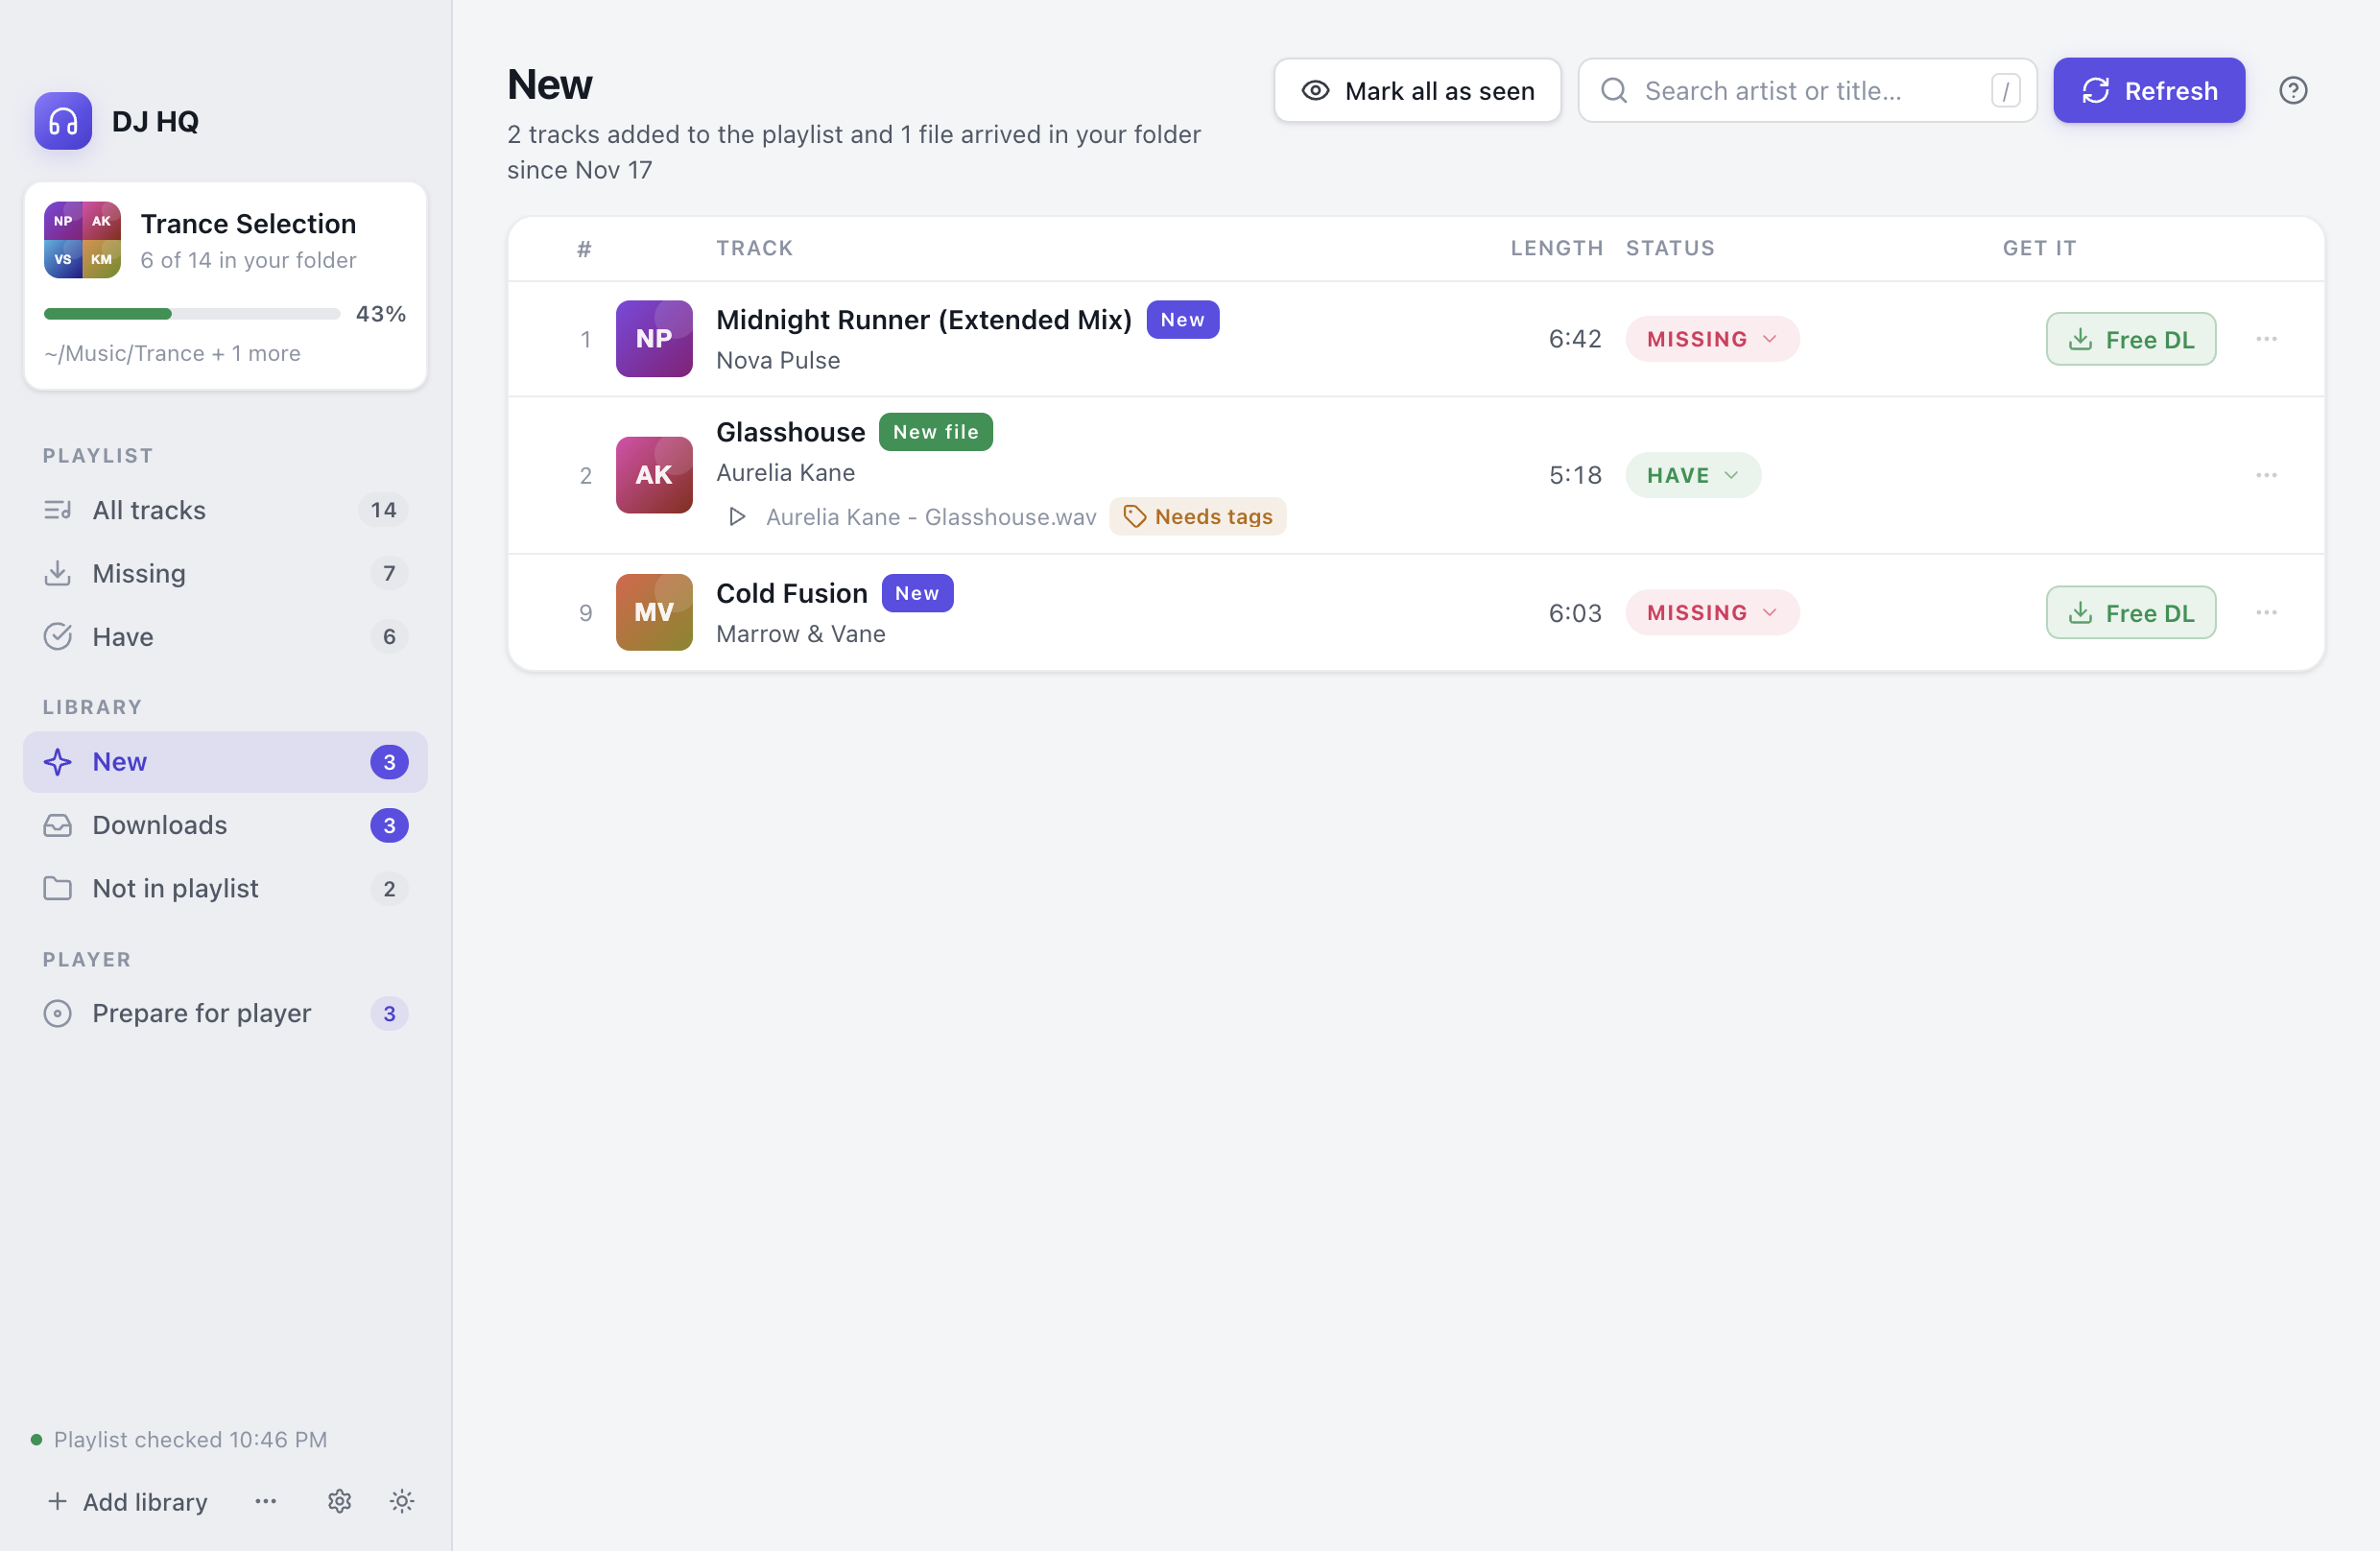 DJ HQ
NP AK
VS KM
Trance Selection
6 of 14 in your folder
43%
~/Music/Trance + 1 more
PLAYLIST
All tracks 14
Missing 7
Have 6
LIBRARY
New 3
Downloads 3
Not in playlist 2
PLAYER
Prepare for player 3
Playlist checked 10:46 PM
Add library
New
2 tracks added to the playlist and 1 file arrived in your folder
since Nov 17
Mark all as seen
Search artist or title... /
Refresh
# TRACK LENGTH STATUS GET IT
1 NP Midnight Runner (Extended Mix) New 6:42 MISSING Free DL
Nova Pulse
2 AK Glasshouse New file 5:18 HAVE
Aurelia Kane
Aurelia Kane - Glasshouse.wav Needs tags
9 MV Cold Fusion New 6:03 MISSING Free DL
Marrow & Vane